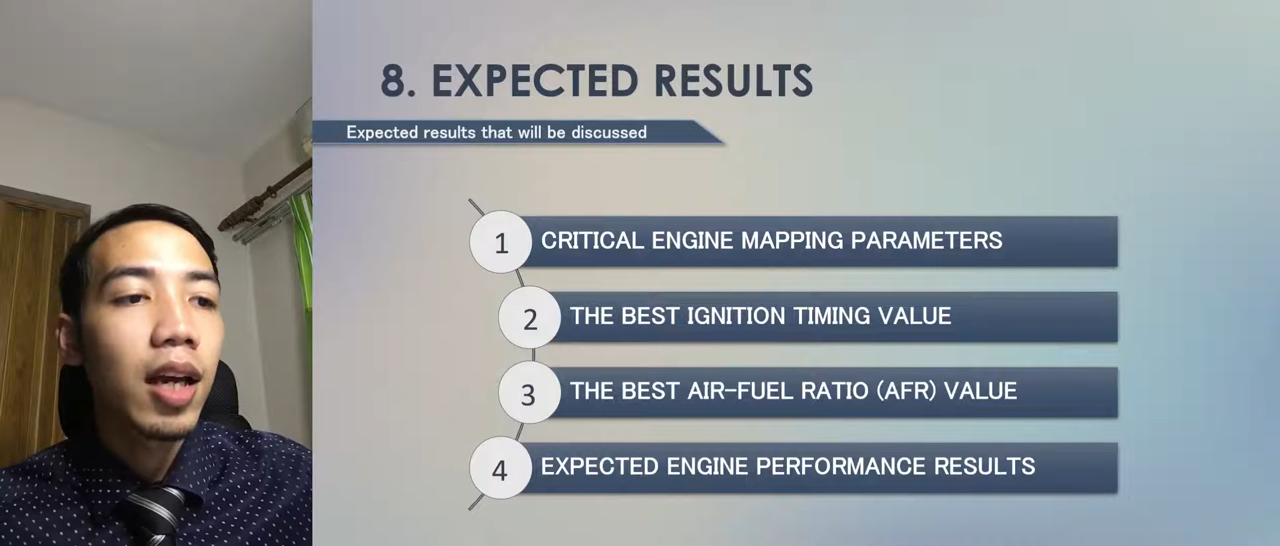 8. EXPECTED RESULTS
Expected results that will be discussed
1 CRITICAL ENGINE MAPPING PARAMETERS
2 THE BEST IGNITION TIMING VALUE
3 THE BEST AIR-FUEL RATIO (AFR) VALUE
4 EXPECTED ENGINE PERFORMANCE RESULTS